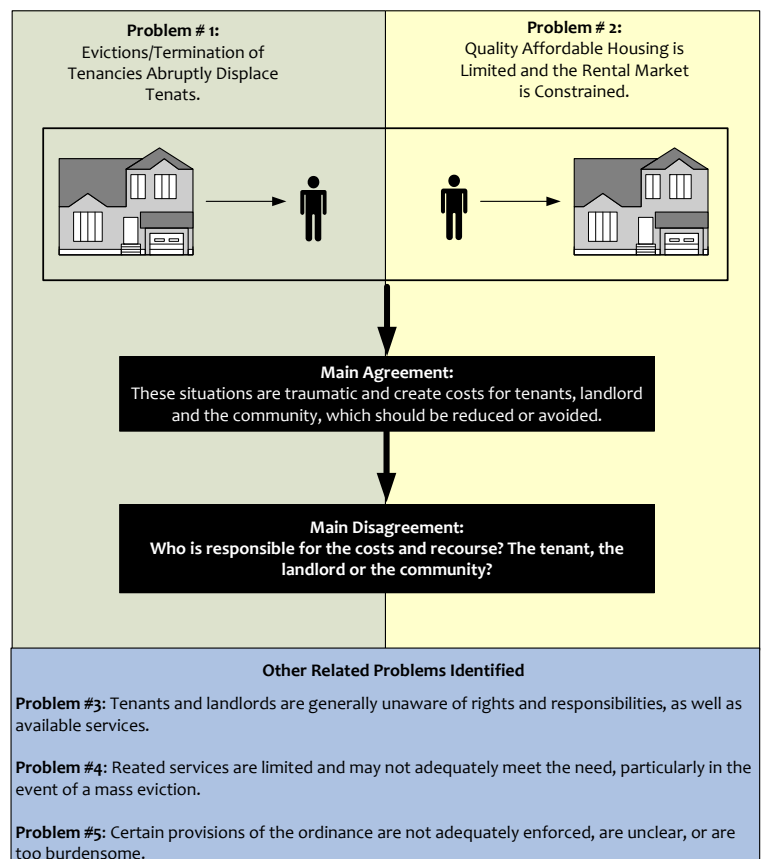 Problem # 1:
Evictions/Termination of
Tenancies Abruptly Displace
Tenats.
Problem # 2:
Quality Affordable Housing is
Limited and the Rental Market
is Constrained.
Main Agreement:
These situations are traumatic and create costs for tenants, landlord
and the community, which should be reduced or avoided.
Main Disagreement:
Who is responsible for the costs and recourse? The tenant, the
landlord or the community?
Other Related Problems Identified
Problem #3: Tenants and landlords are generally unaware of rights and responsibilities, as well as
available services.
Problem #4: Reated services are limited and may not adequately meet the need, particularly in the
event of a mass eviction.
Problem #5: Certain provisions of the ordinance are not adequately enforced, are unclear, or are
too burdensome.